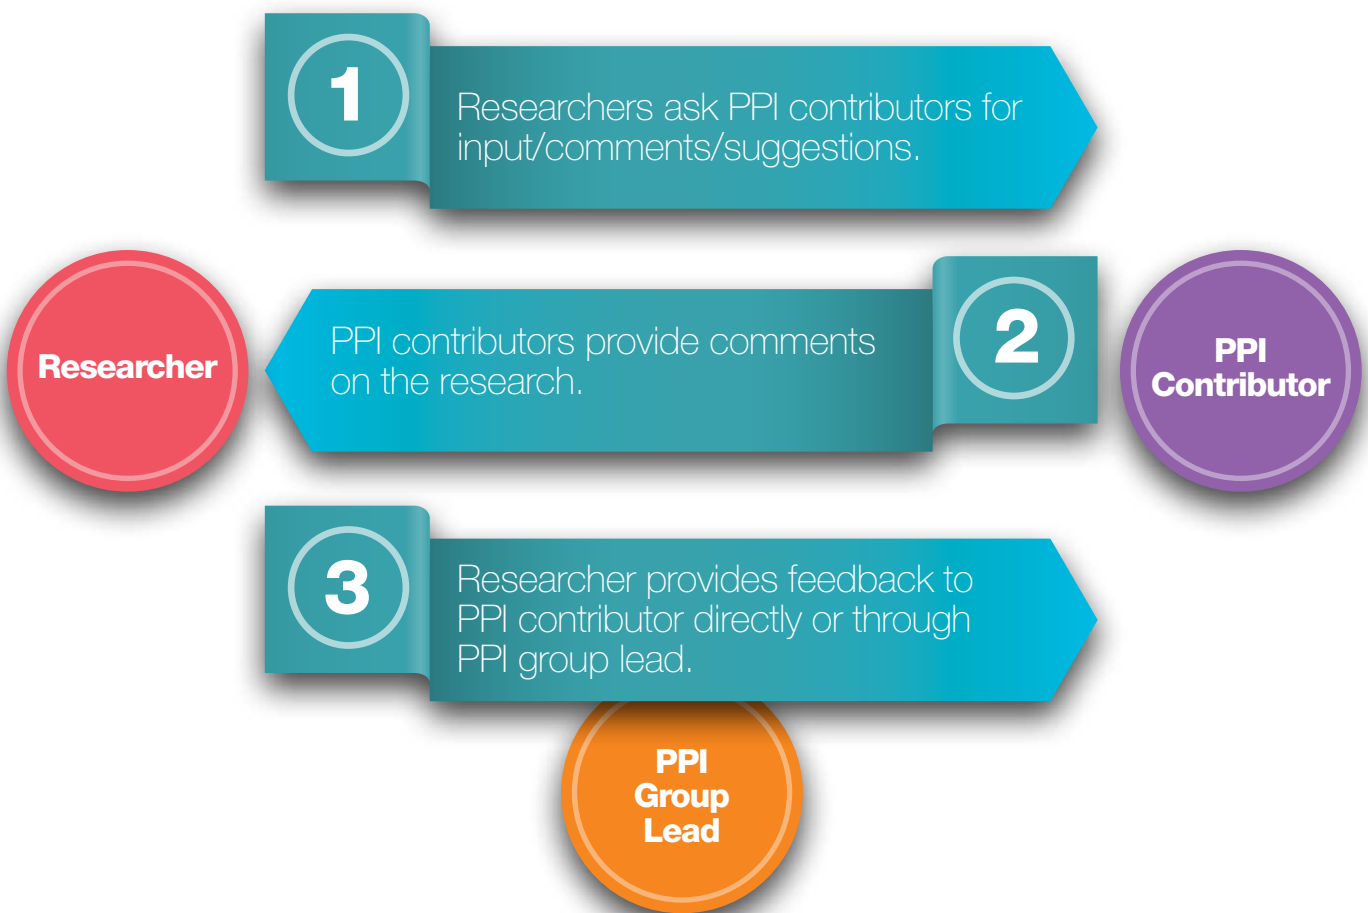 1
Researchers ask PPI contributors for
input/comments/suggestions.
Researcher
PPI contributors provide comments
on the research.
2
PPI
Contributor
3
Researcher provides feedback to
PPI contributor directly or through
PPI group lead.
PPI
Group
Lead